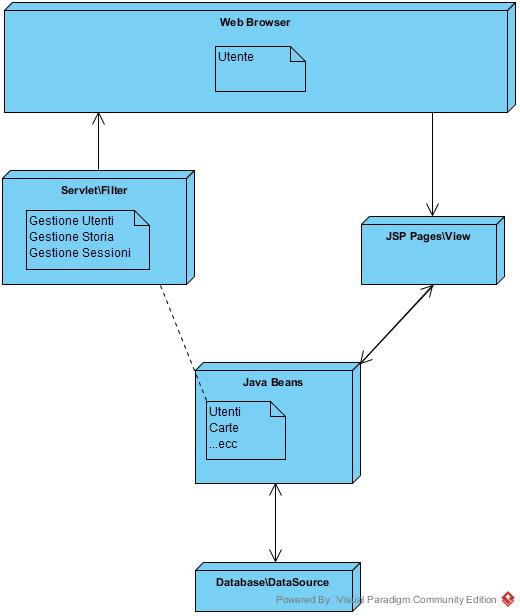 Web Browser
Utente
Servlet\Filter
Gestione Utenti
Gestione Storia
Gestione Sessioni
JSP Pages\View
Java Beans
Utenti
Carte
...ecc
Database\DataSource
Powered By Visual Paradigm Community Edition